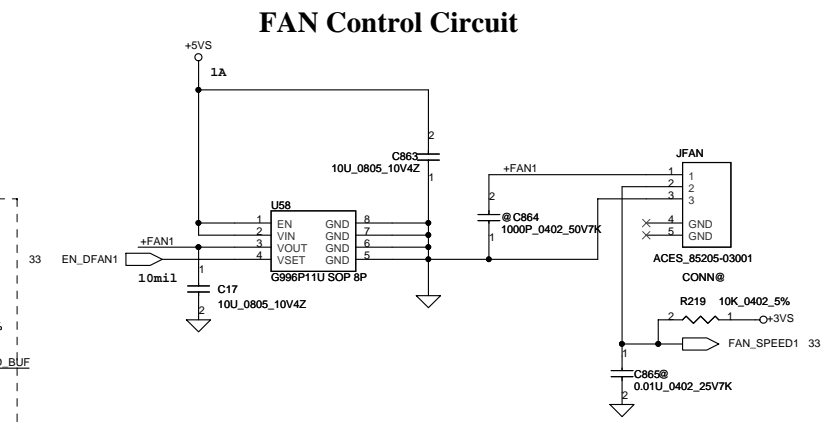 FAN Control Circuit
+5VS
1A
2
C863
10U_0805_10V4Z
1
JFAN
+FAN1
1 1
2 2
3 3
2
@C864
1000P_0402_50V7K
1
4 GND
5 GND
ACES_85205-03001
CONN@
U58
1 EN GND 8
2 VIN GND 7
3 VOUT GND 6
4 VSET GND 5
G996P11U SOP 8P
+FAN1
33 EN_DFAN1
10mil
1
C17
10U_0805_10V4Z
2
R219 10K_0402_5%
2 1
+3VS
FAN_SPEED1 33
1
C865@
0.01U_0402_25V7K
2
%
O_BUF